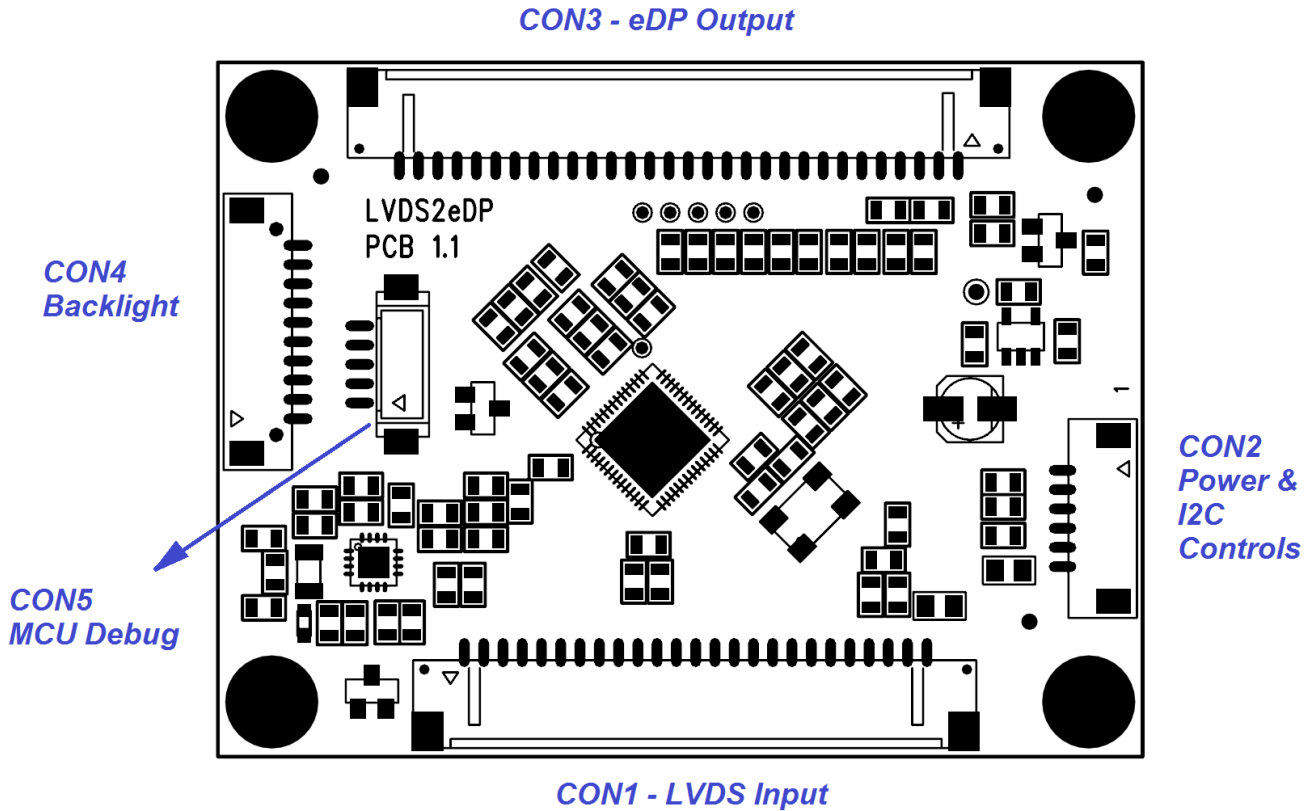 CON3 - eDP Output
LVDS2eDP
PCB 1.1
CON4
Backlight
1
CON2
Power &
I2C
Controls
CON5
MCU Debug
CON1 - LVDS Input